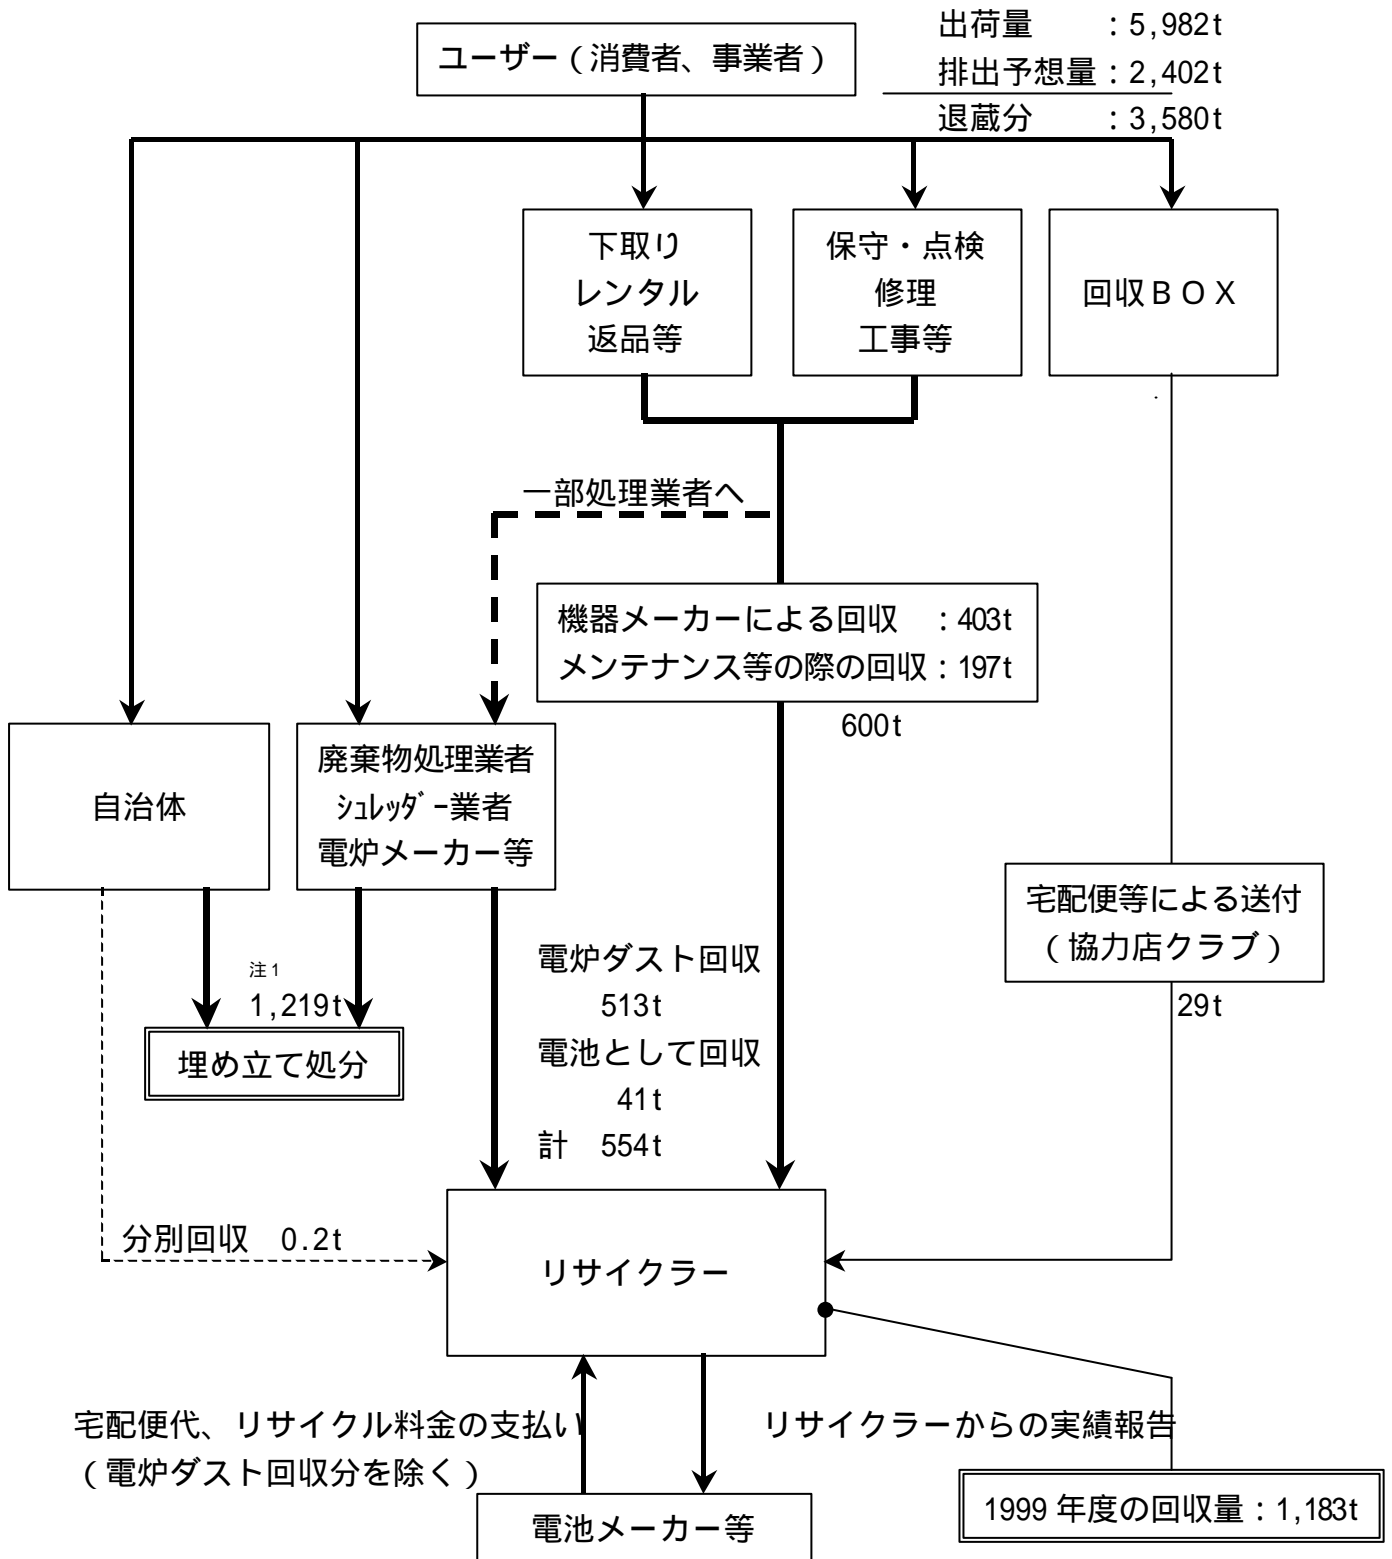 出荷量　　：5,982t
ユーザー（消費者、事業者）
排出予想量：2,402t
退蔵分　　：3,580t
下取り
レンタル
返品等
保守・点検
修理
工事等
回収ＢＯＸ
一部処理業者へ
機器メーカーによる回収　：403t
メンテナンス等の際の回収：197t
600t
自治体
廃棄物処理業者
ｼｭﾚｯﾀﾞｰ業者
電炉メーカー等
宅配便等による送付
（協力店クラブ）
29t
注1
1,219t
埋め立て処分
電炉ダスト回収
513t
電池として回収
41t
計　554t
分別回収　0.2t
リサイクラー
宅配便代、リサイクル料金の支払い
（電炉ダスト回収分を除く）
リサイクラーからの実績報告
電池メーカー等
1999年度の回収量：1,183t